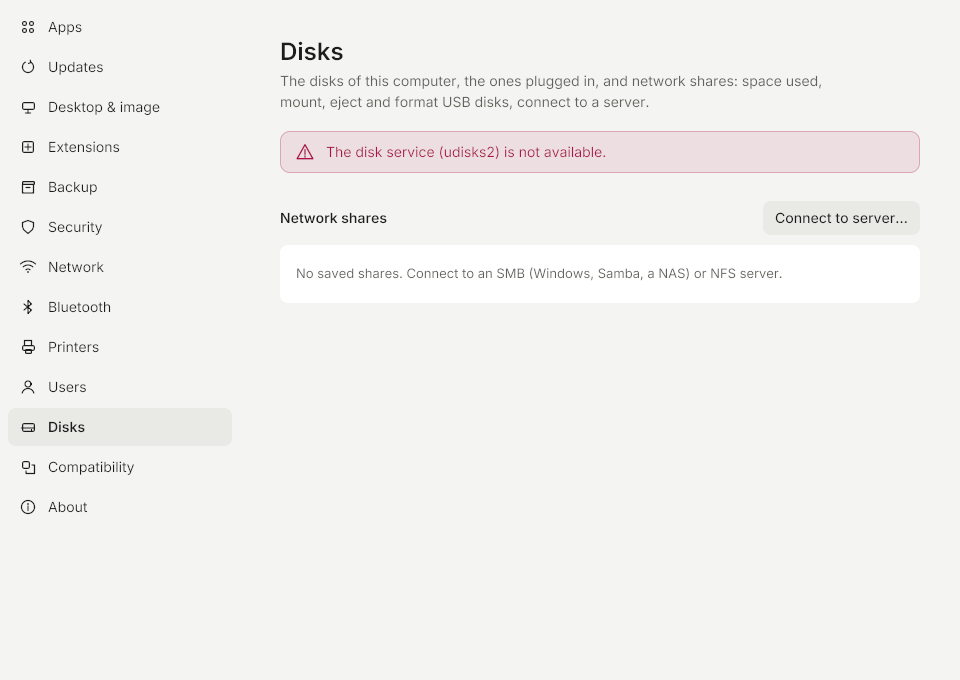 Apps
Updates
Desktop & image
Extensions
Backup
Security
Network
Bluetooth
Printers
Users
Disks
Compatibility
About
Disks
The disks of this computer, the ones plugged in, and network shares: space used,
mount, eject and format USB disks, connect to a server.
The disk service (udisks2) is not available.
Network shares
Connect to server...
No saved shares. Connect to an SMB (Windows, Samba, a NAS) or NFS server.